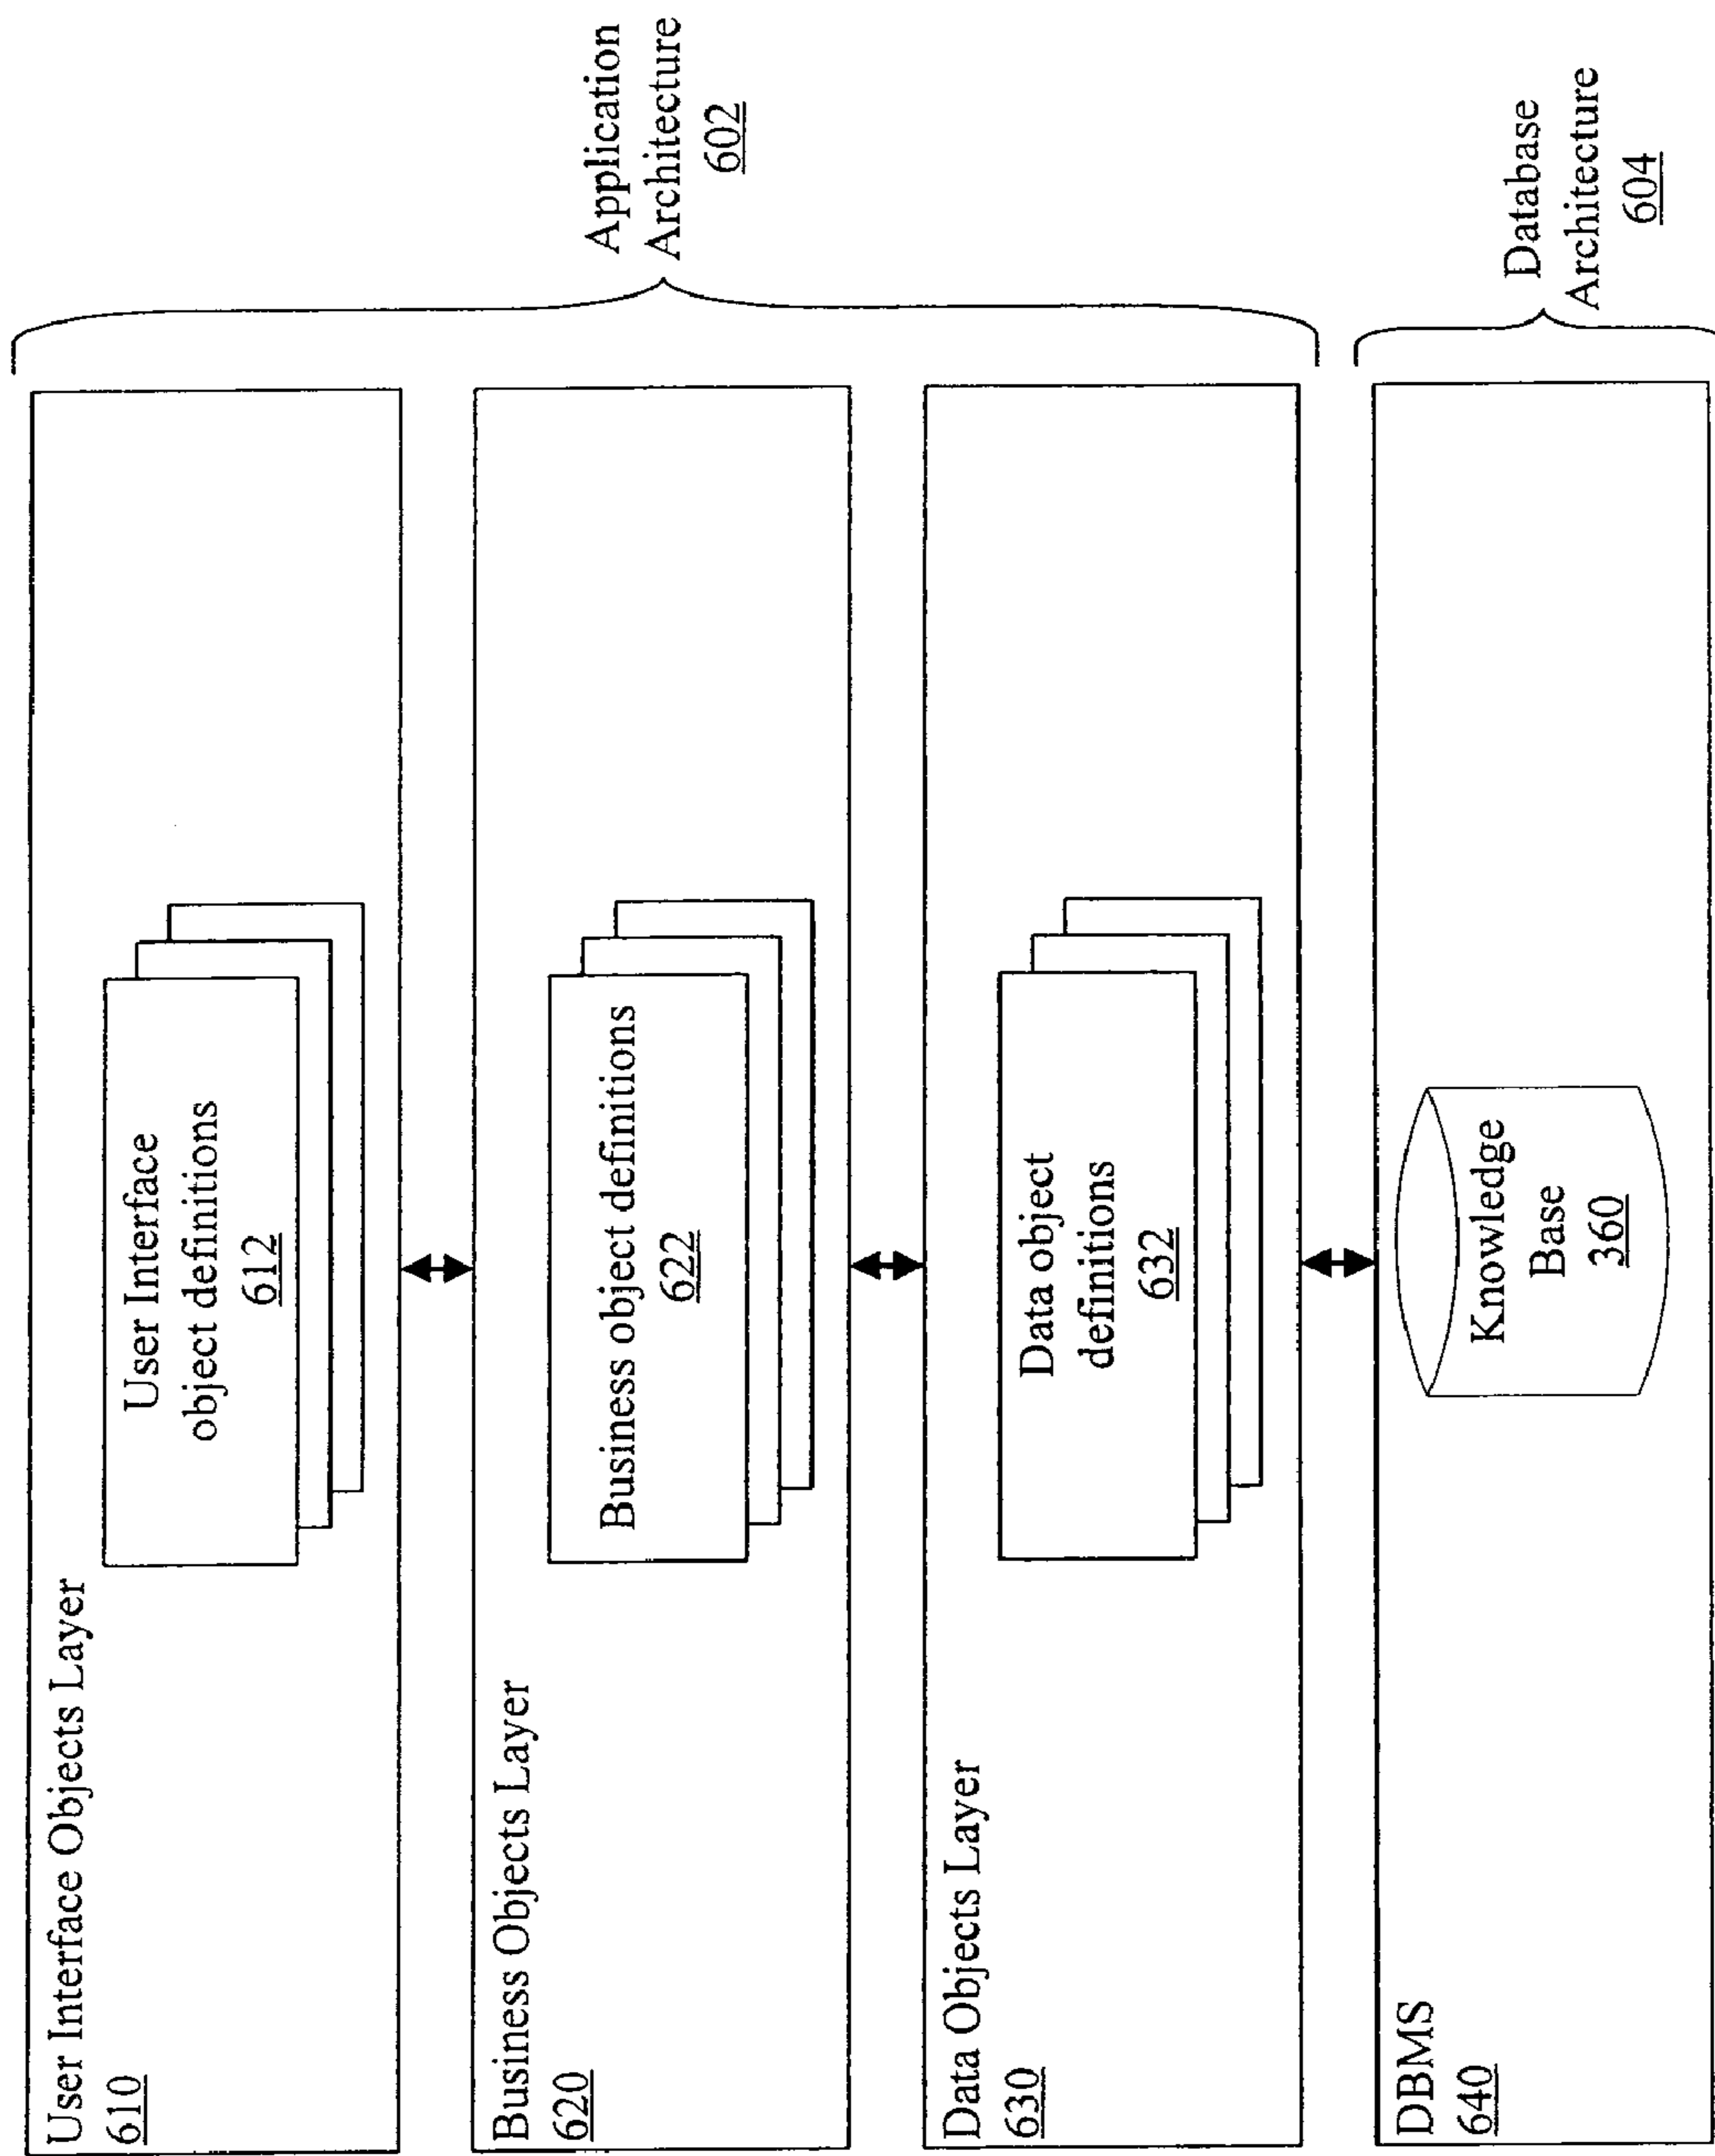 User Interface Objects Layer
610
User Interface
object definitions
612
Business Objects Layer
620
Business object definitions
622
Data Objects Layer
630
Data object
definitions
632
DBMS
640
Knowledge
Base
360
Application
Architecture
602
Database
Architecture
604